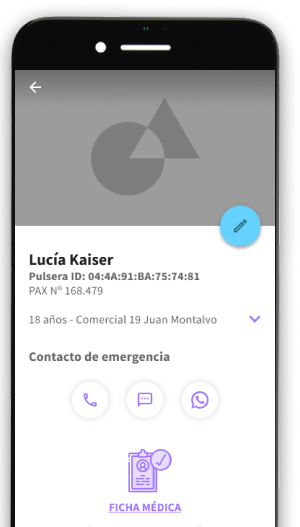 Lucía Kaiser
Pulsera ID: 04:4A:91:BA:75:74:81
PAX Nº 168.479
18 años - Comercial 19 Juan Montalvo
Contacto de emergencia
FICHA MÉDICA